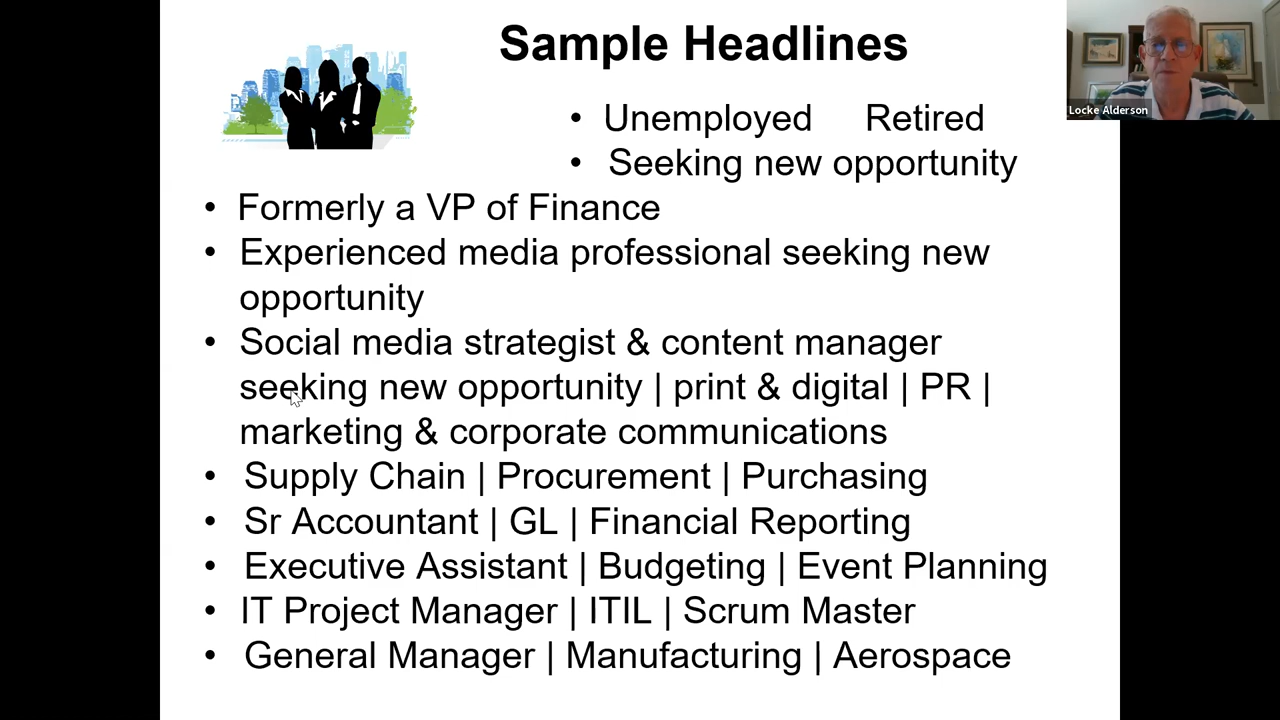 Sample Headlines
Locke Alderson
• Unemployed Retired
• Seeking new opportunity
• Formerly a VP of Finance
• Experienced media professional seeking new
opportunity
• Social media strategist & content manager
seeking new opportunity | print & digital | PR |
marketing & corporate communications
• Supply Chain | Procurement | Purchasing
• Sr Accountant | GL | Financial Reporting
• Executive Assistant | Budgeting | Event Planning
• IT Project Manager | ITIL | Scrum Master
• General Manager | Manufacturing | Aerospace